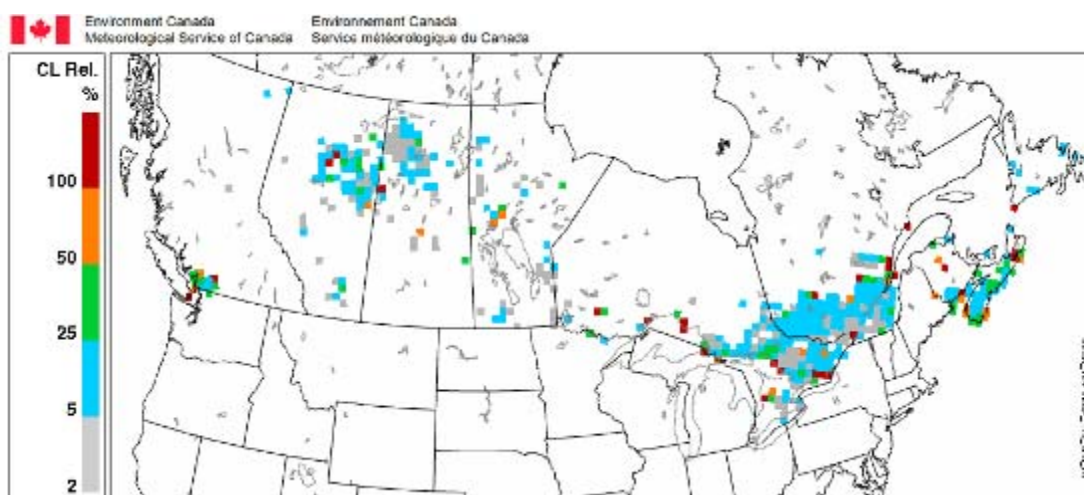 Environment Canada
Meteorological Service of Canada
Environnement Canada
Service météorologique du Canada
CL Rel.
%
100
50
25
5
2